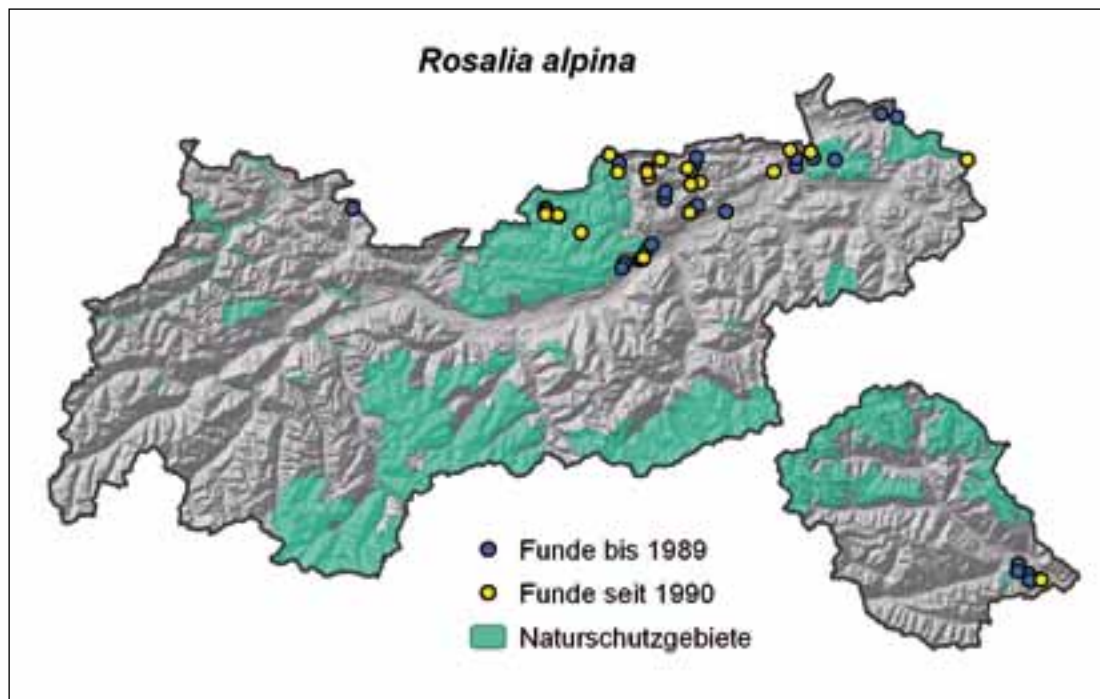 Rosalia alpina
Funde bis 1989
Funde seit 1990
Naturschutzgebiete